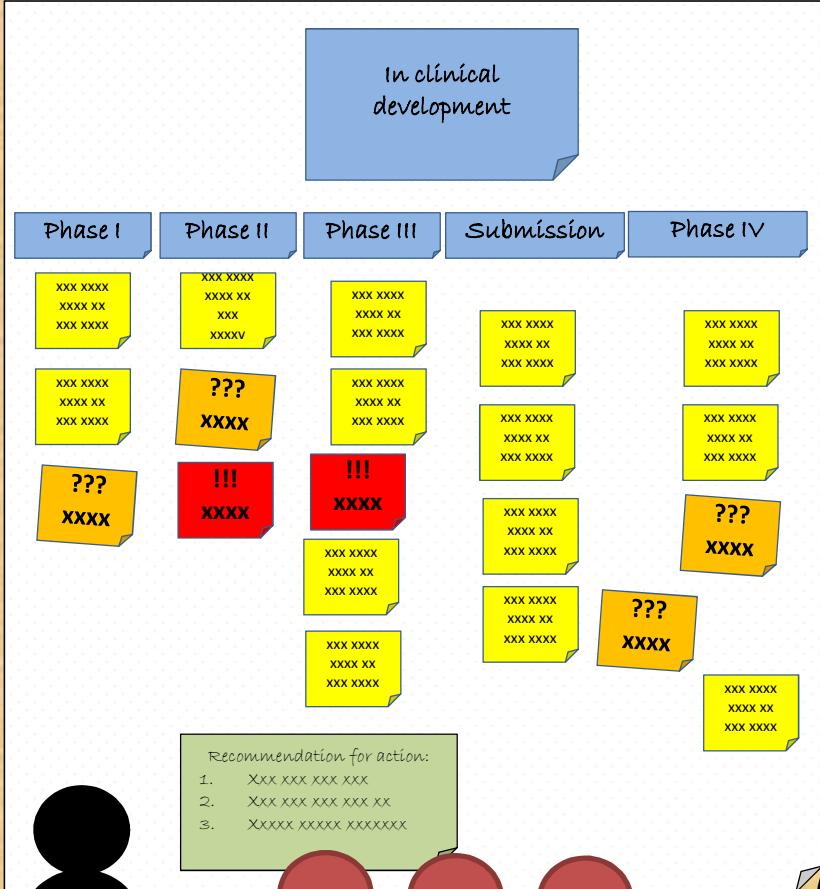 In clinical
development
Phase I
Phase II
Phase III
Submission
Phase IV
xxx xxxx
xxxx xx
xxx xxxx
xxx xxxx
xxxx xx
xxx xxxx
???
xxxx
xxx xxxx
xxxx xx
xxx
xxxxv
???
xxxx
!!!
xxxx
xxx xxxx
xxxx xx
xxx xxxx
xxx xxxx
xxxx xx
xxx xxxx
!!!
xxxx
xxx xxxx
xxxx xx
xxx xxxx
xxx xxxx
xxxx xx
xxx xxxx
xxx xxxx
xxxx xx
xxx xxxx
xxx xxxx
xxxx xx
xxx xxxx
xxx xxxx
xxxx xx
xxx xxxx
xxx xxxx
xxxx xx
xxx xxxx
???
xxxx
xxx xxxx
xxxx xx
xxx xxxx
xxx xxxx
xxxx xx
xxx xxxx
???
xxxx
xxx xxxx
xxxx xx
xxx xxxx
Recommendation for action:
1. Xxx xxx xxx xxx
2. Xxx xxx xxx xxx xx
3. Xxxxx xxxxx xxxxxxx